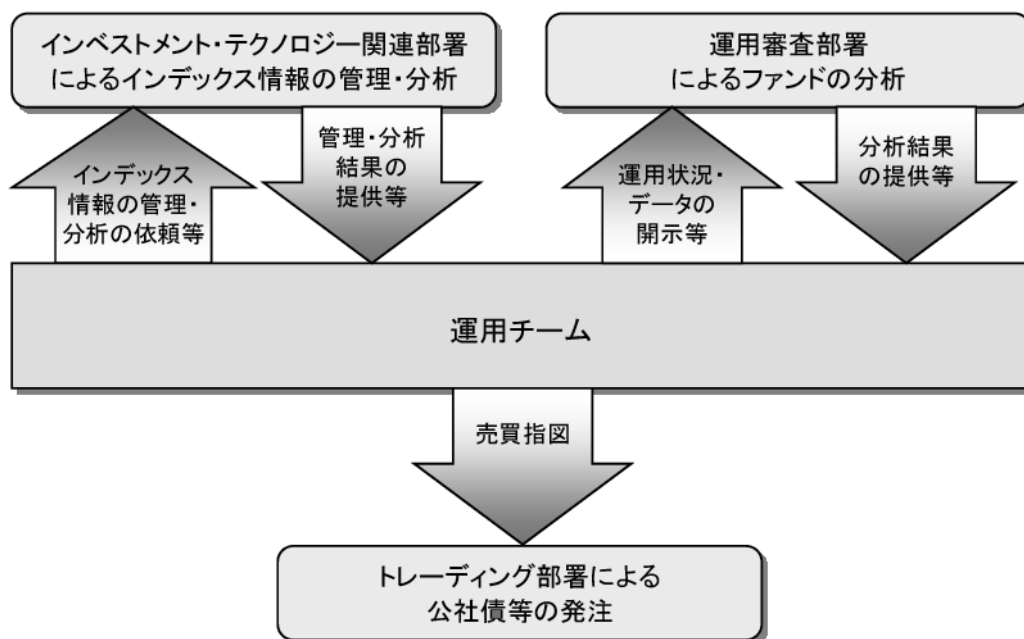 インベストメント・テクノロジー関連部署
によるインデックス情報の管理・分析
運用審査部署
によるファンドの分析
インデックス
情報の管理・
分析の依頼等
管理・分析
結果の
提供等
運用状況・
データの
開示等
分析結果
の提供等
運用チーム
売買指図
トレーディング部署による
公社債等の発注